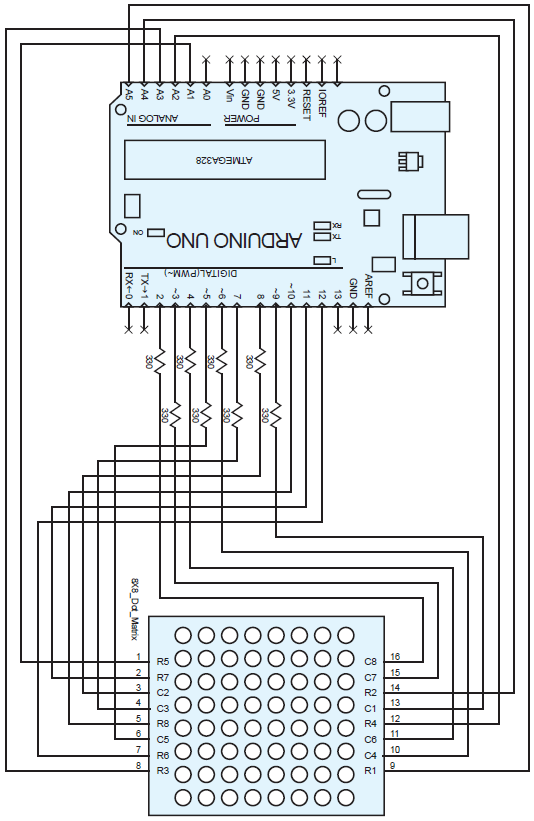 A5 A4 A3 A2 A1 A0 Vin GND GND 5V 3.3V RESET IOREF
ANALOG IN POWER
ATMEGA328
ON ARDUINO UNO RX
TX
L
DIGITAL(PWM~)
RX←0 TX→1 2 ~3 4 ~5 ~6 7 8 ~9 ~10 11 12 13 GND AREF
330 330 330 330
330 330 330 330
8X8_Dot_Matrix
1 R5 C8 16
2 R7 C7 15
3 C2 R2 14
4 C3 C1 13
5 R8 R4 12
6 C5 C6 11
7 R6 C4 10
8 R3 R1 9